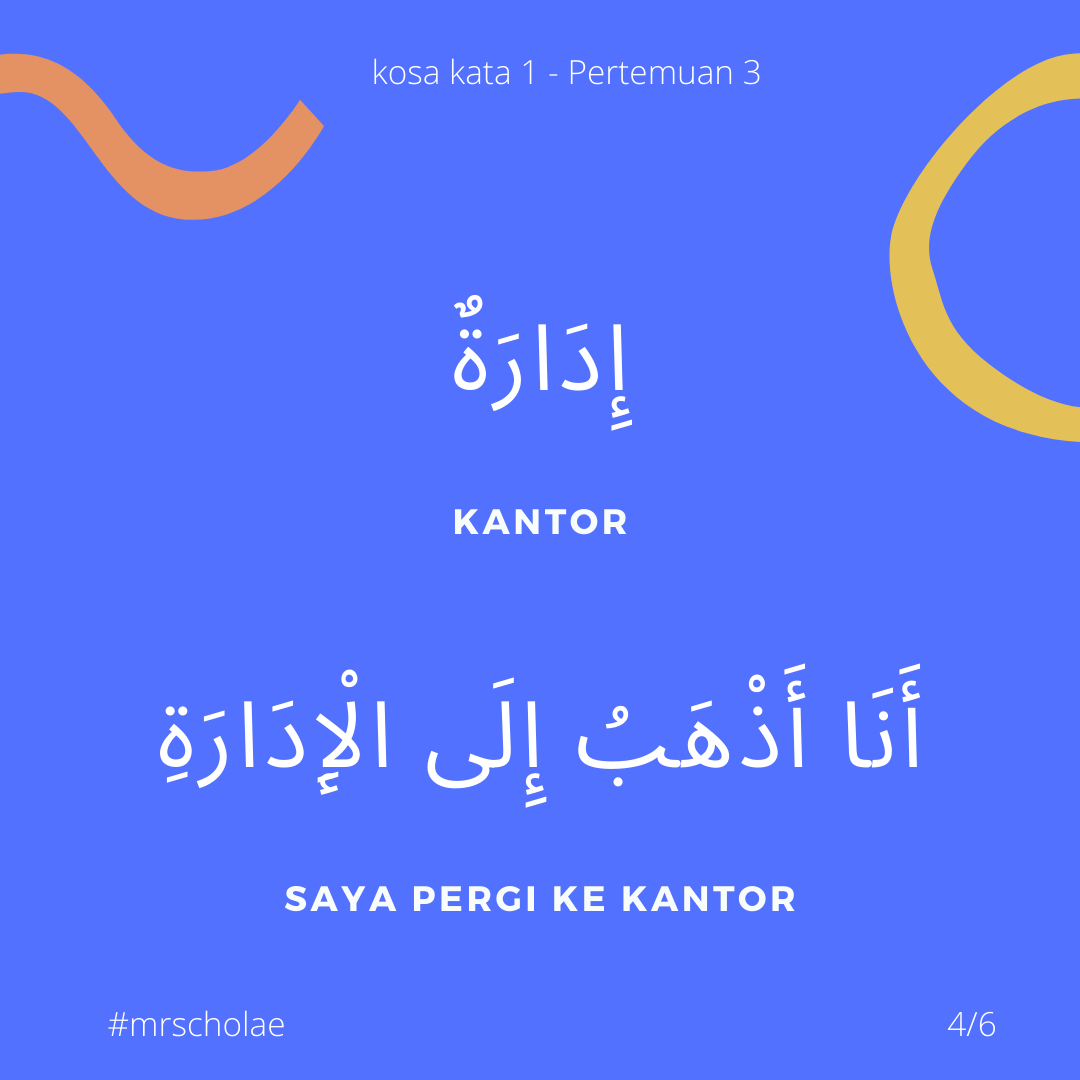 kosa kata 1 - Pertemuan 3
إِدَارَةٌ
KANTOR
أَنَا أَذْهَبُ إِلَى الْإِدَارَةِ
SAYA PERGI KE KANTOR
#mrscholae
4/6